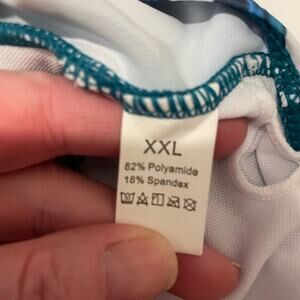 XXL
82% Polyamide
18% Spandex